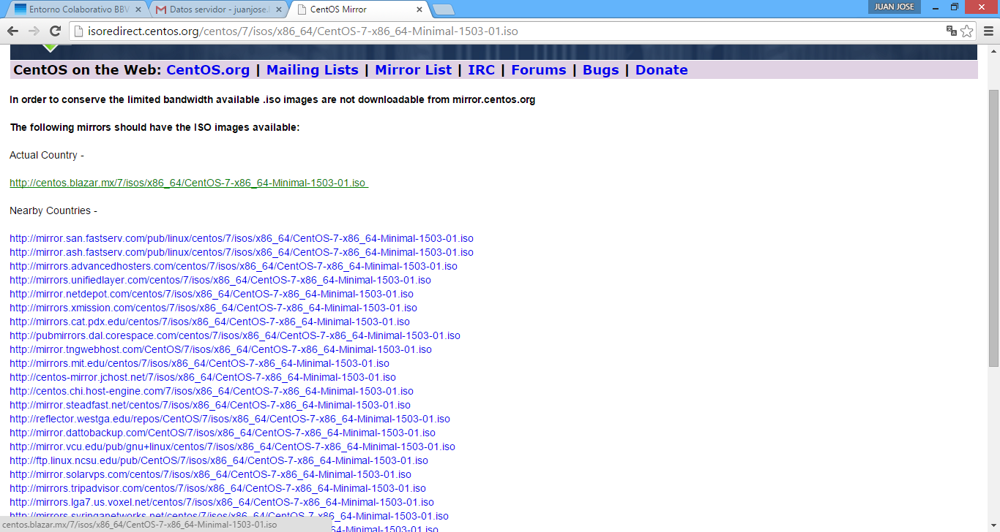 Entorno Colaborativo BBV
Datos servidor - juanjose.
CentOS Mirror
JUAN JOSE
isoredirect.centos.org/centos/7/isos/x86_64/CentOS-7-x86_64-Minimal-1503-01.iso
CentOS on the Web: CentOS.org | Mailing Lists | Mirror List | IRC | Forums | Bugs | Donate
In order to conserve the limited bandwidth available .iso images are not downloadable from mirror.centos.org
The following mirrors should have the ISO images available:
Actual Country -
http://centos.blazar.mx/7/isos/x86_64/CentOS-7-x86_64-Minimal-1503-01.iso
Nearby Countries -
http://mirror.san.fastserv.com/pub/linux/centos/7/isos/x86_64/CentOS-7-x86_64-Minimal-1503-01.iso
http://mirror.ash.fastserv.com/pub/linux/centos/7/isos/x86_64/CentOS-7-x86_64-Minimal-1503-01.iso
http://mirrors.advancedhosters.com/centos/7/isos/x86_64/CentOS-7-x86_64-Minimal-1503-01.iso
http://mirrors.unifiedlayer.com/centos/7/isos/x86_64/CentOS-7-x86_64-Minimal-1503-01.iso
http://mirror.netdepot.com/centos/7/isos/x86_64/CentOS-7-x86_64-Minimal-1503-01.iso
http://mirrors.xmission.com/centos/7/isos/x86_64/CentOS-7-x86_64-Minimal-1503-01.iso
http://mirrors.cat.pdx.edu/centos/7/isos/x86_64/CentOS-7-x86_64-Minimal-1503-01.iso
http://pubmirrors.dal.corespace.com/centos/7/isos/x86_64/CentOS-7-x86_64-Minimal-1503-01.iso
http://mirror.tngwebhost.com/CentOS/7/isos/x86_64/CentOS-7-x86_64-Minimal-1503-01.iso
http://mirrors.mit.edu/centos/7/isos/x86_64/CentOS-7-x86_64-Minimal-1503-01.iso
http://centos-mirror.jchost.net/7/isos/x86_64/CentOS-7-x86_64-Minimal-1503-01.iso
http://centos.chi.host-engine.com/7/isos/x86_64/CentOS-7-x86_64-Minimal-1503-01.iso
http://mirror.steadfast.net/centos/7/isos/x86_64/CentOS-7-x86_64-Minimal-1503-01.iso
http://reflector.westga.edu/repos/CentOS/7/isos/x86_64/CentOS-7-x86_64-Minimal-1503-01.iso
http://mirror.dattobackup.com/CentOS/7/isos/x86_64/CentOS-7-x86_64-Minimal-1503-01.iso
http://mirror.vcu.edu/pub/gnu+linux/centos/7/isos/x86_64/CentOS-7-x86_64-Minimal-1503-01.iso
http://ftp.linux.ncsu.edu/pub/CentOS/7/isos/x86_64/CentOS-7-x86_64-Minimal-1503-01.iso
http://mirror.solarvps.com/centos/7/isos/x86_64/CentOS-7-x86_64-Minimal-1503-01.iso
http://mirrors.tripadvisor.com/centos/7/isos/x86_64/CentOS-7-x86_64-Minimal-1503-01.iso
http://mirrors.lga7.us.voxel.net/centos/7/isos/x86_64/CentOS-7-x86_64-Minimal-1503-01.iso
http://mirrors.syringanetworks.net/centos/7/isos/x86_64/CentOS-7-x86_64-Minimal-1503-01.iso
centos.blazar.mx/7/isos/x86_64/CentOS-7-x86_64-Minimal-1503-01.iso